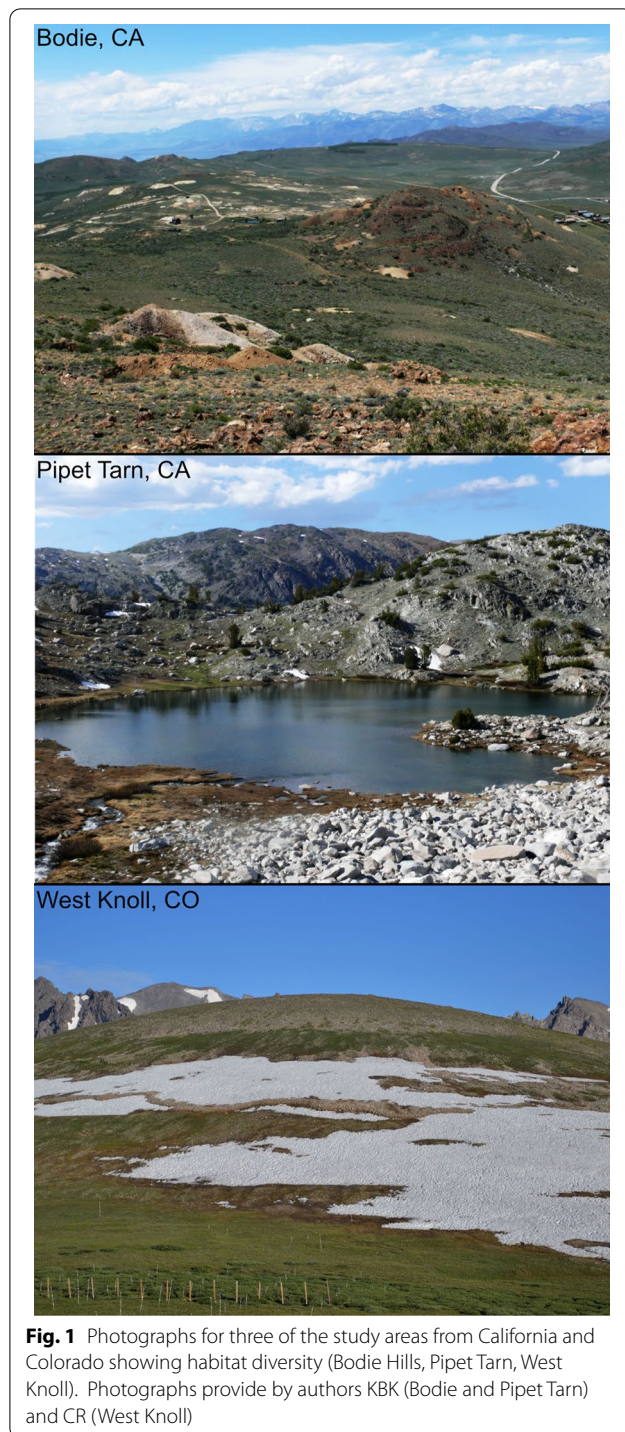 Bodie, CA
Pipet Tarn, CA
West Knoll, CO
Fig. 1 Photographs for three of the study areas from California and
Colorado showing habitat diversity (Bodie Hills, Pipet Tarn, West
Knoll). Photographs provide by authors KBK (Bodie and Pipet Tarn)
and CR (West Knoll)